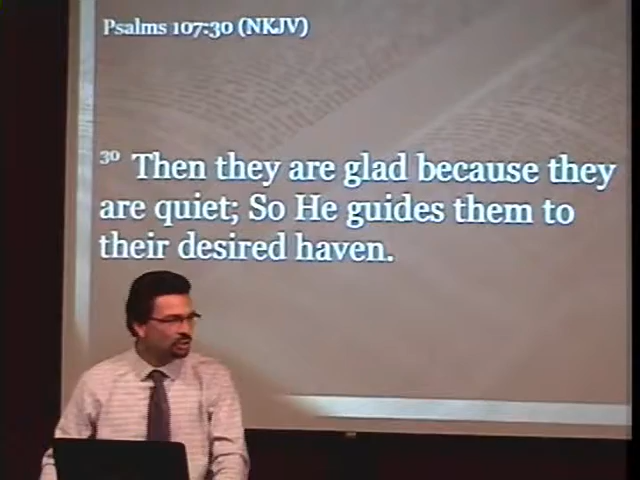 Psalms 107:30 (NKJV)
30 Then they are glad because they
are quiet; So He guides them to
their desired haven.